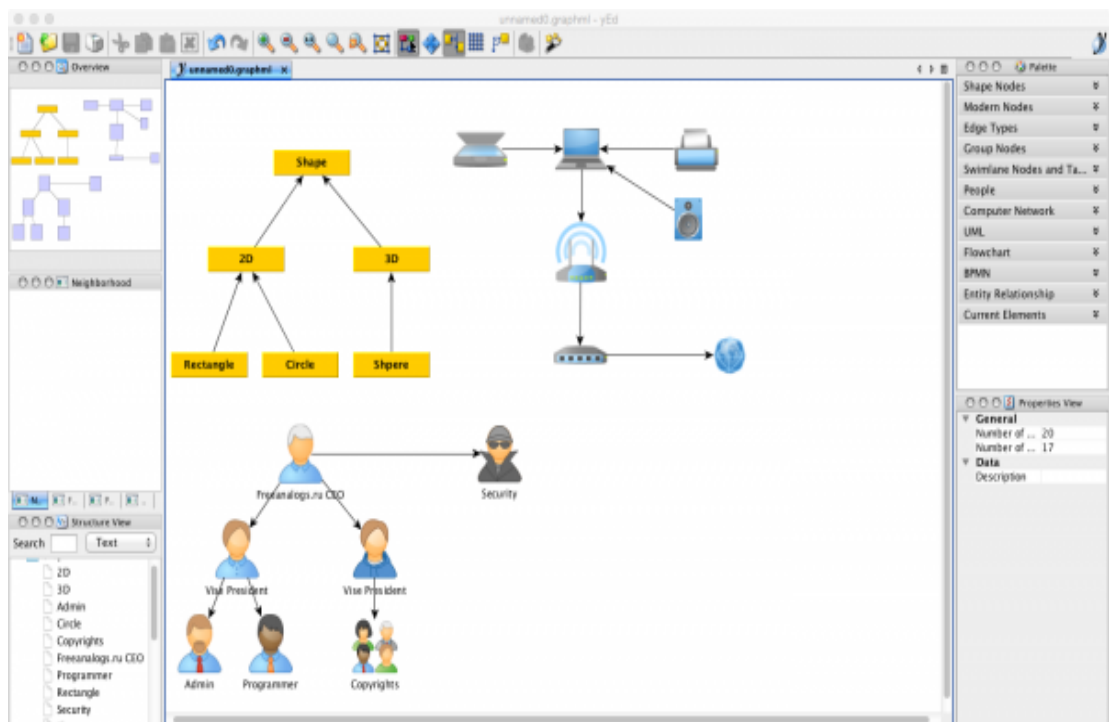 unnamed0.graphml - yEd
Overview
unnamed0.graphml
Palette
Shape Nodes
Modern Nodes
Edge Types
Group Nodes
Swimlane Nodes and Ta...
People
Computer Network
UML
Flowchart
BPMN
Entity Relationship
Current Elements
Shape
2D
3D
Rectangle
Circle
Shpere
Neighborhood
Freeanalogs.ru CEO
Security
Vise President
Vise President
Admin
Programmer
Copyrights
Properties View
General
Number of ... 20
Number of ... 17
Data
Description
N..
F..
P..
Structure View
Search
Text
2D
3D
Admin
Circle
Copyrights
Freeanalogs.ru CEO
Programmer
Rectangle
Security